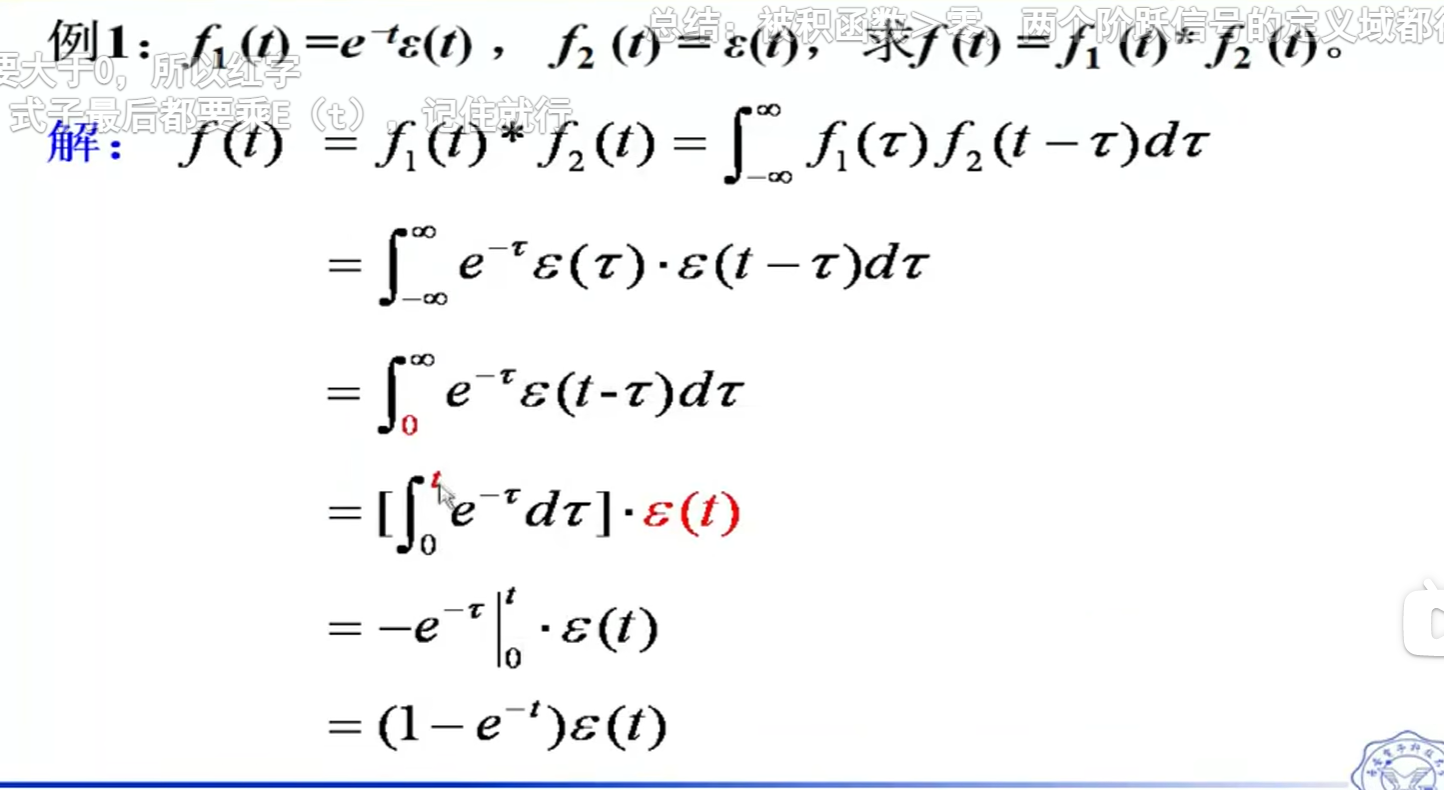 例1：f₁(t)=e⁻ᵗε(t)，f₂(t)=ε(t)，求f(t)=f₁(t)*f₂(t)。
总结：被积函数＞零，两个阶跃信号的定义域都
要大于0，所以红字
式子最后都要乘E（t），记住就行
解： f(t) = f₁(t)*f₂(t) = ∫_{-∞}^{∞} f₁(τ)f₂(t−τ)dτ
= ∫_{-∞}^{∞} e^{−τ}ε(τ)·ε(t−τ)dτ
= ∫_{0}^{∞} e^{−τ}ε(t-τ)dτ
= [∫_{0}^{t} e^{−τ}dτ]·ε(t)
= −e^{−τ}|_{0}^{t}·ε(t)
= (1−e^{−t})ε(t)